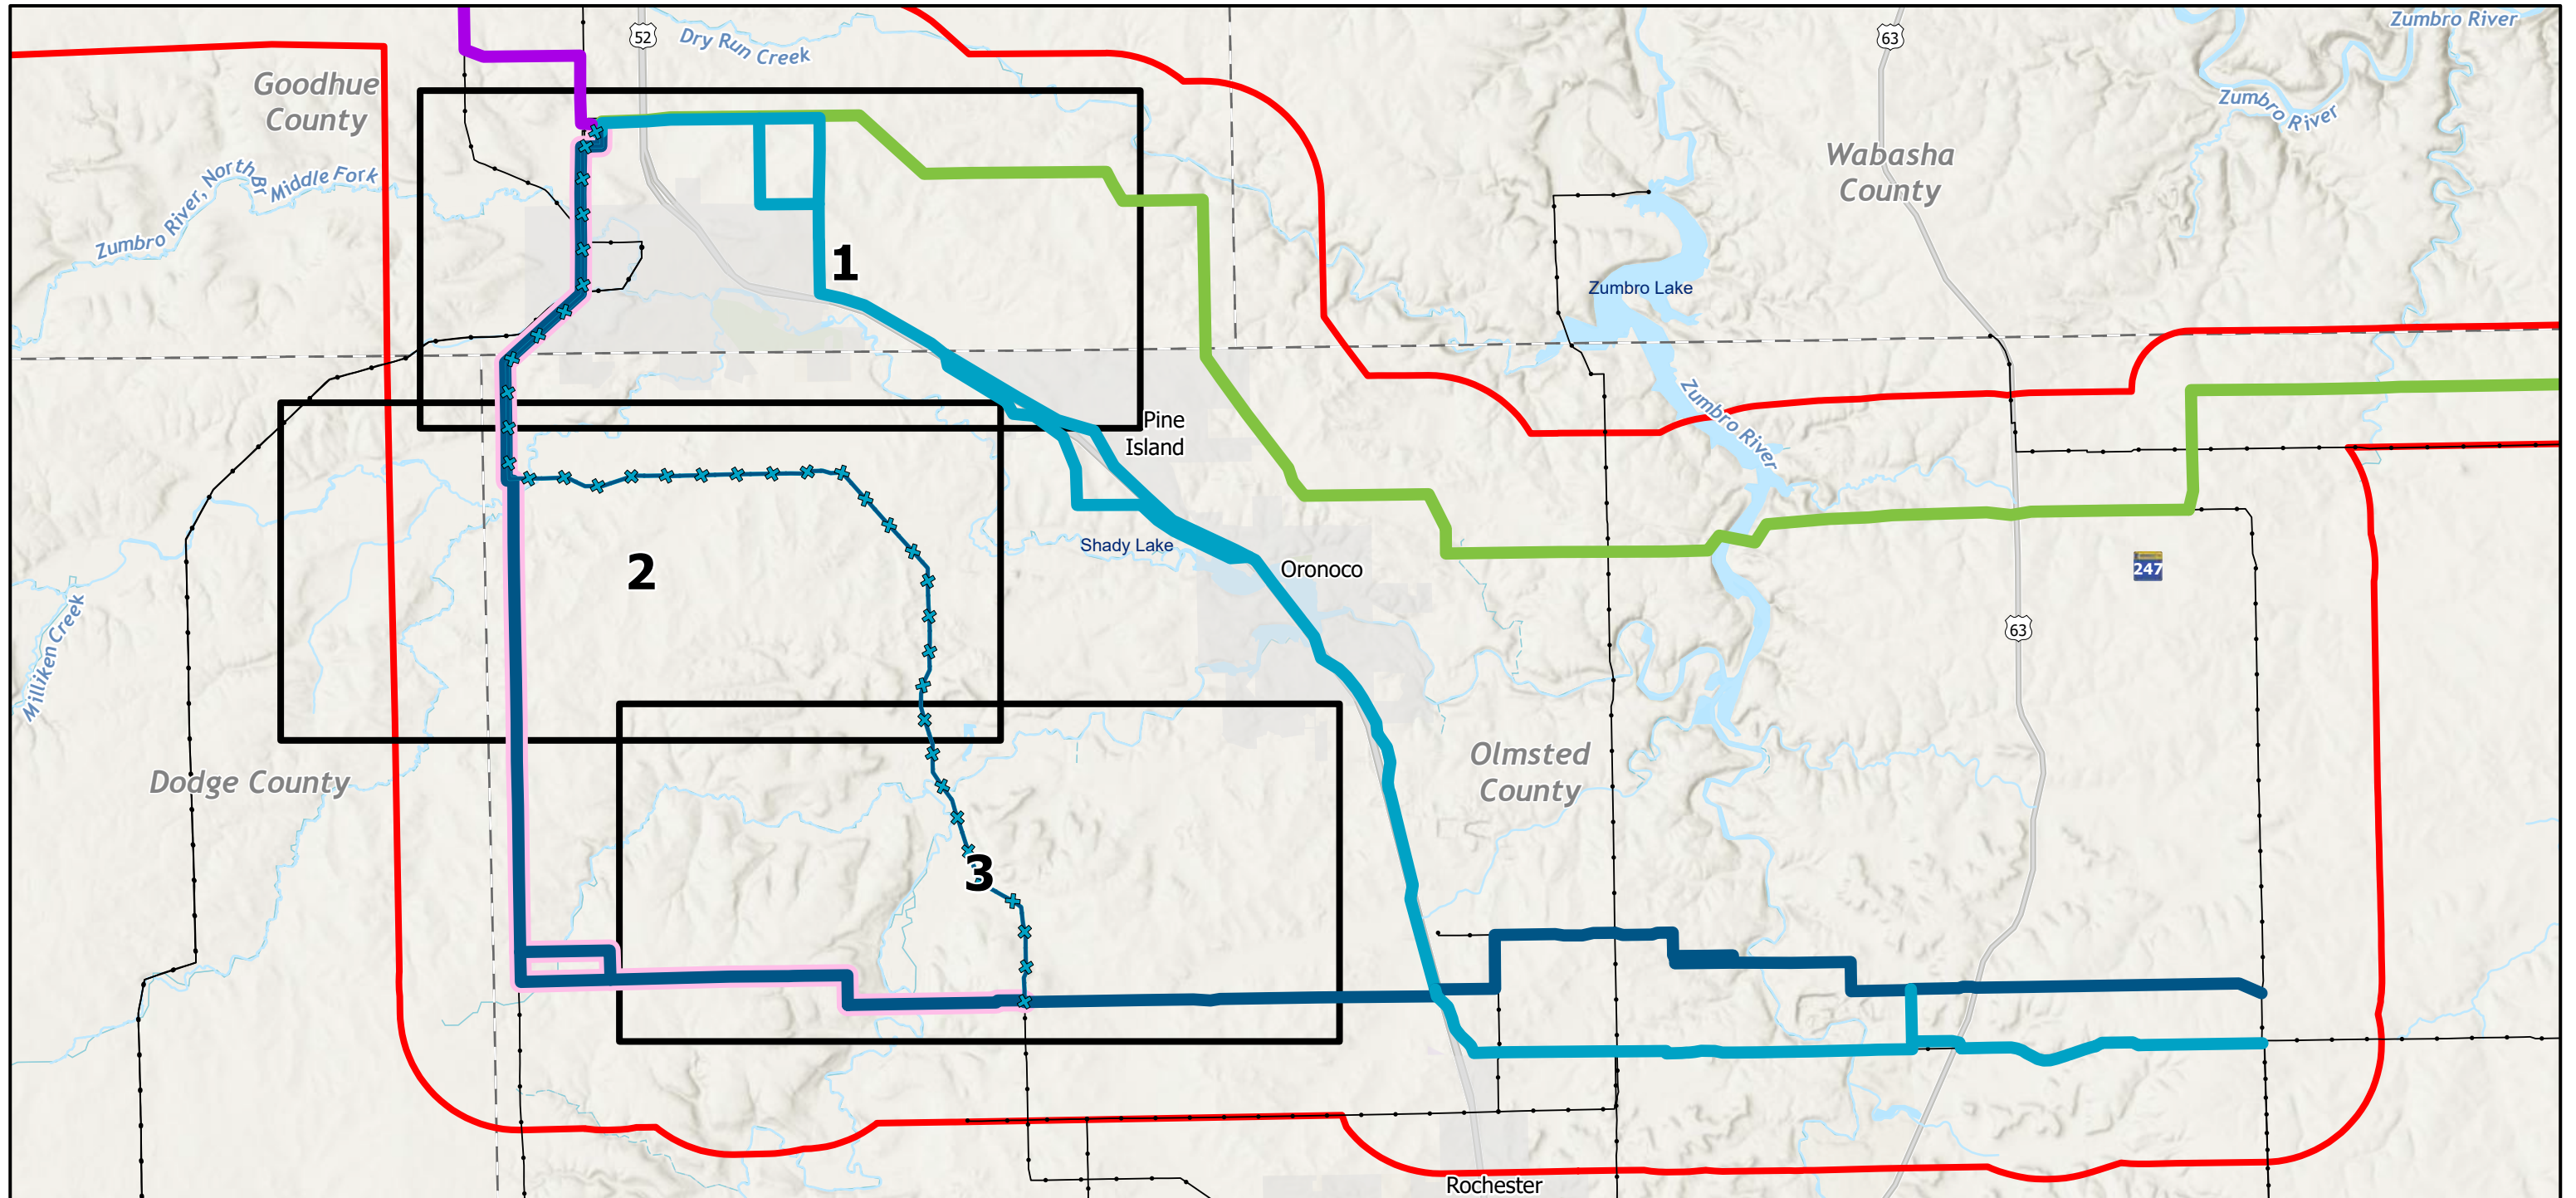 Zumbro River
52
63
Dry Run Creek
Goodhue
County
Zumbro River
Wabasha
County
Zumbro River, North Br
Middle Fork
1
Zumbro Lake
Zumbro River
Pine
Island
Shady Lake
Oronoco
247
2
Milliken Creek
63
Olmsted
County
Dodge County
3
Rochester